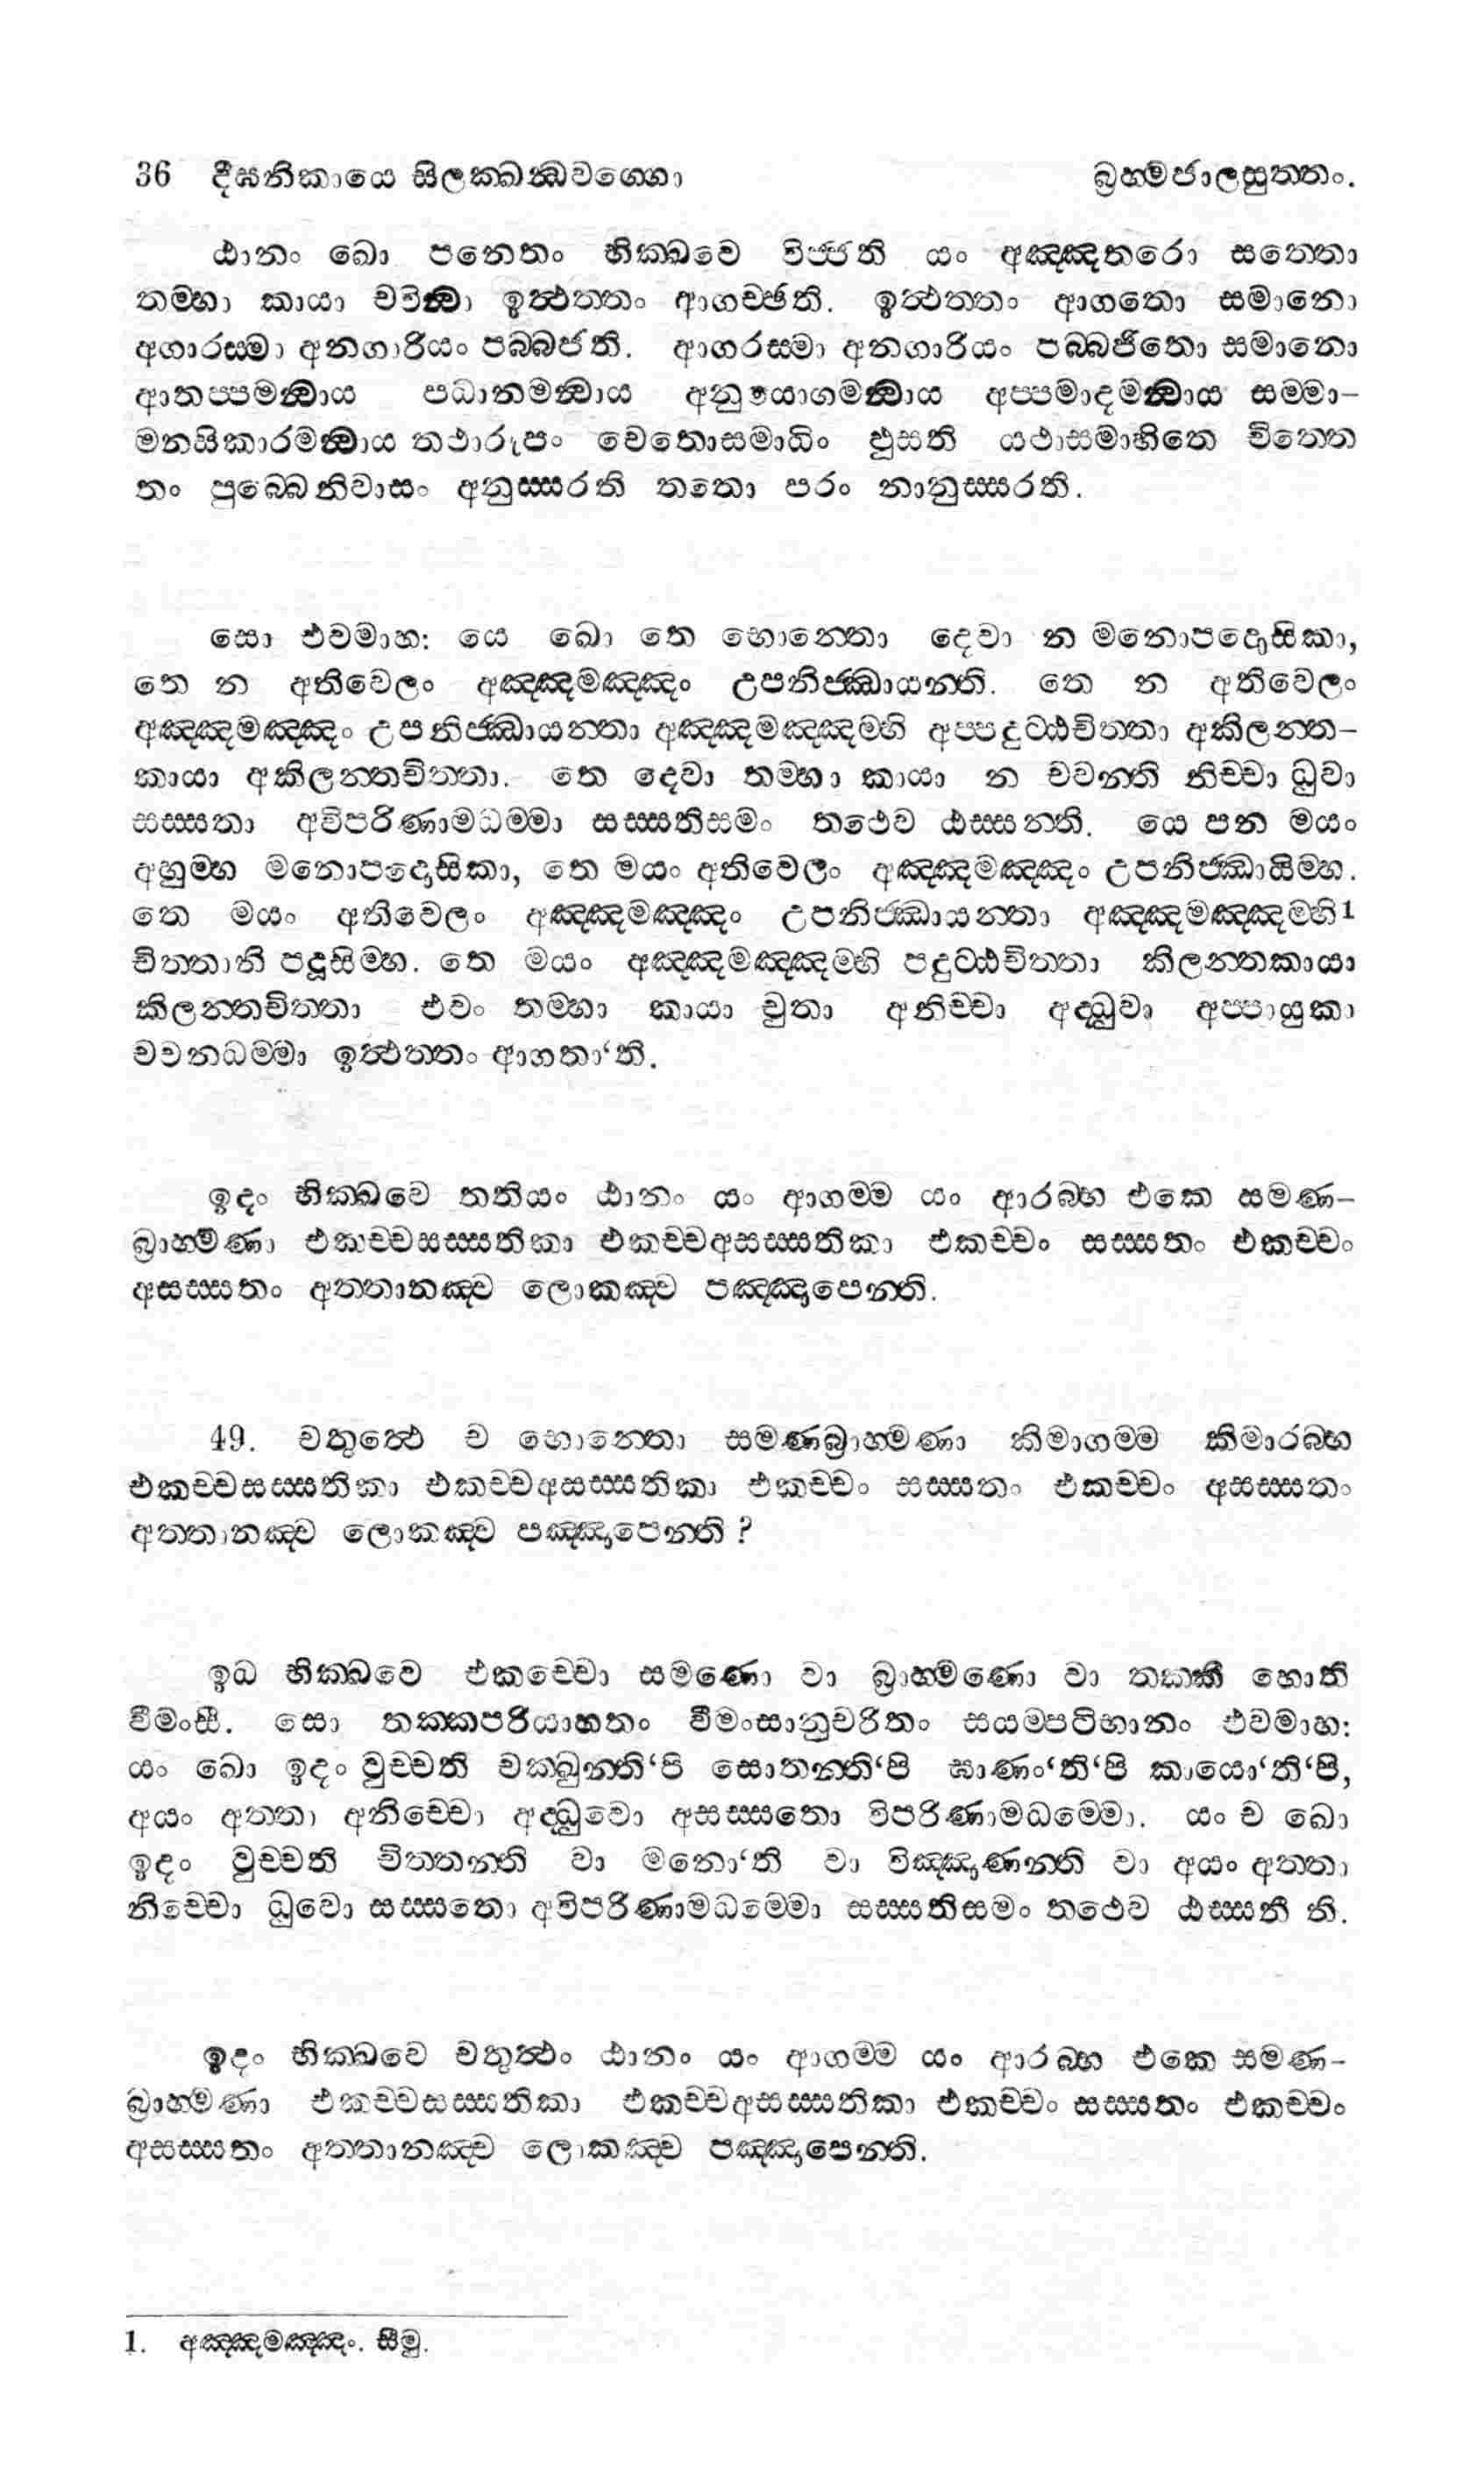 36 දීඝනිකායෙ සිලක්ඛන්ධවග්ගො බ්‍රහ්මජාලසුත්තං.
ඨානං ඛො පනෙතං භික්ඛවෙ විජ්ජති යං අඤ්ඤතරො සත්තො
තම්හා කායා චවිත්වා ඉත්ථත්තං ආගච්ඡති. ඉත්ථත්තං ආගතො සමානො
අගාරස්මා අනගාරියං පබ්බජති. ආගරස්මා අනගාරියං පබ්බජිතො සමානො
ආතප්පමන්වාය පධානමන්වාය අනුයොගමන්වාය අප්පමාදමන්වාය සම්මා-
මනසිකාරමන්වාය තථාරූපං චෙතොසමාධිං ඵුසති යථාසමාහිතෙ චිත්තෙ
තං පුබ්බෙනිවාසං අනුස්සරති තතො පරං නානුස්සරති.
සො එවමාහ: යෙ ඛො තෙ භොන්තො දෙවා න මනොපදොසිකා,
තෙ න අතිවෙලං අඤ්ඤමඤ්ඤං උපනිජ්ඣායන්ති. තෙ න අතිවෙලං
අඤ්ඤමඤ්ඤං උපනිජ්ඣායන්තා අඤ්ඤමඤ්ඤම්හි අප්පදුට්ඨචිත්තා අකිලන්ත-
කායා අකිලන්තචිත්තා. තෙ දෙවා තම්හා කායා න චවන්ති නිච්චා ධුවා
සස්සතා අවිපරිණාමධම්මා සස්සතිසමං තථෙව ඨස්සන්ති. යෙ පන මයං
අහුම්හ මනොපදොසිකා, තෙ මයං අතිවෙලං අඤ්ඤමඤ්ඤං උපනිජ්ඣායිම්හ.
තෙ මයං අතිවෙලං අඤ්ඤමඤ්ඤං උපනිජ්ඣායන්තා අඤ්ඤමඤ්ඤම්හි1
චිත්තානි පදූසිම්හ. තෙ මයං අඤ්ඤමඤ්ඤම්හි පදුට්ඨචිත්තා කිලන්තකායා
කිලන්තචිත්තා එවං තම්හා කායා චුතා අනිච්චා අද්ධුවා අප්පායුකා
චවනධම්මා ඉත්ථත්තං ආගතා‘ති.
ඉදං භික්ඛවෙ තතියං ඨානං යං ආගම්ම යං ආරබ්භ එකෙ සමණ-
බ්‍රාහ්මණා එකච්චසස්සතිකා එකච්චඅසස්සතිකා එකච්චං සස්සතං එකච්චං
අසස්සතං අත්තානඤ්ච ලොකඤ්ච පඤ්ඤාපෙන්ති.
49. චතුත්ථෙ ච භොන්තො සමණබ්‍රාහ්මණා කිමාගම්ම කිමාරබ්භ
එකච්චසස්සතිකා එකච්චඅසස්සතිකා එකච්චං සස්සතං එකච්චං අසස්සතං
අත්තානඤ්ච ලොකඤ්ච පඤ්ඤාපෙන්ති ?
ඉධ භික්ඛවෙ එකච්චො සමණො වා බ්‍රාහ්මණො වා තක්කී හොති
වීමංසී. සො තක්කපරියාහතං වීමංසානුචරිතං සයම්පටිභානං එවමාහ:
යං ඛො ඉදං වුච්චති චක්ඛුන්ති‘පි සොතන්ති‘පි ඝාණං‘ති‘පි කායො‘ති‘පි,
අයං අත්තා අනිච්චො අද්ධුවො අසස්සතො විපරිණාමධම්මො. යං ච ඛො
ඉදං වුච්චති චිත්තන්ති වා මනො‘ති වා විඤ්ඤාණන්ති වා අයං අත්තා
නිච්චො ධුවො සස්සතො අවිපරිණාමධම්මො සස්සතිසමං තථෙව ඨස්සතී ති.
ඉදං භික්ඛවෙ චතුත්ථං ඨානං යං ආගම්ම යං ආරබ්භ එකෙ සමණ-
බ්‍රාහ්මණා එකච්චසස්සතිකා එකච්චඅසස්සතිකා එකච්චං සස්සතං එකච්චං
අසස්සතං අත්තානඤ්ච ලොකඤ්ච පඤ්ඤාපෙන්ති.
1. අඤ්ඤමඤ්ඤං. සීමු.